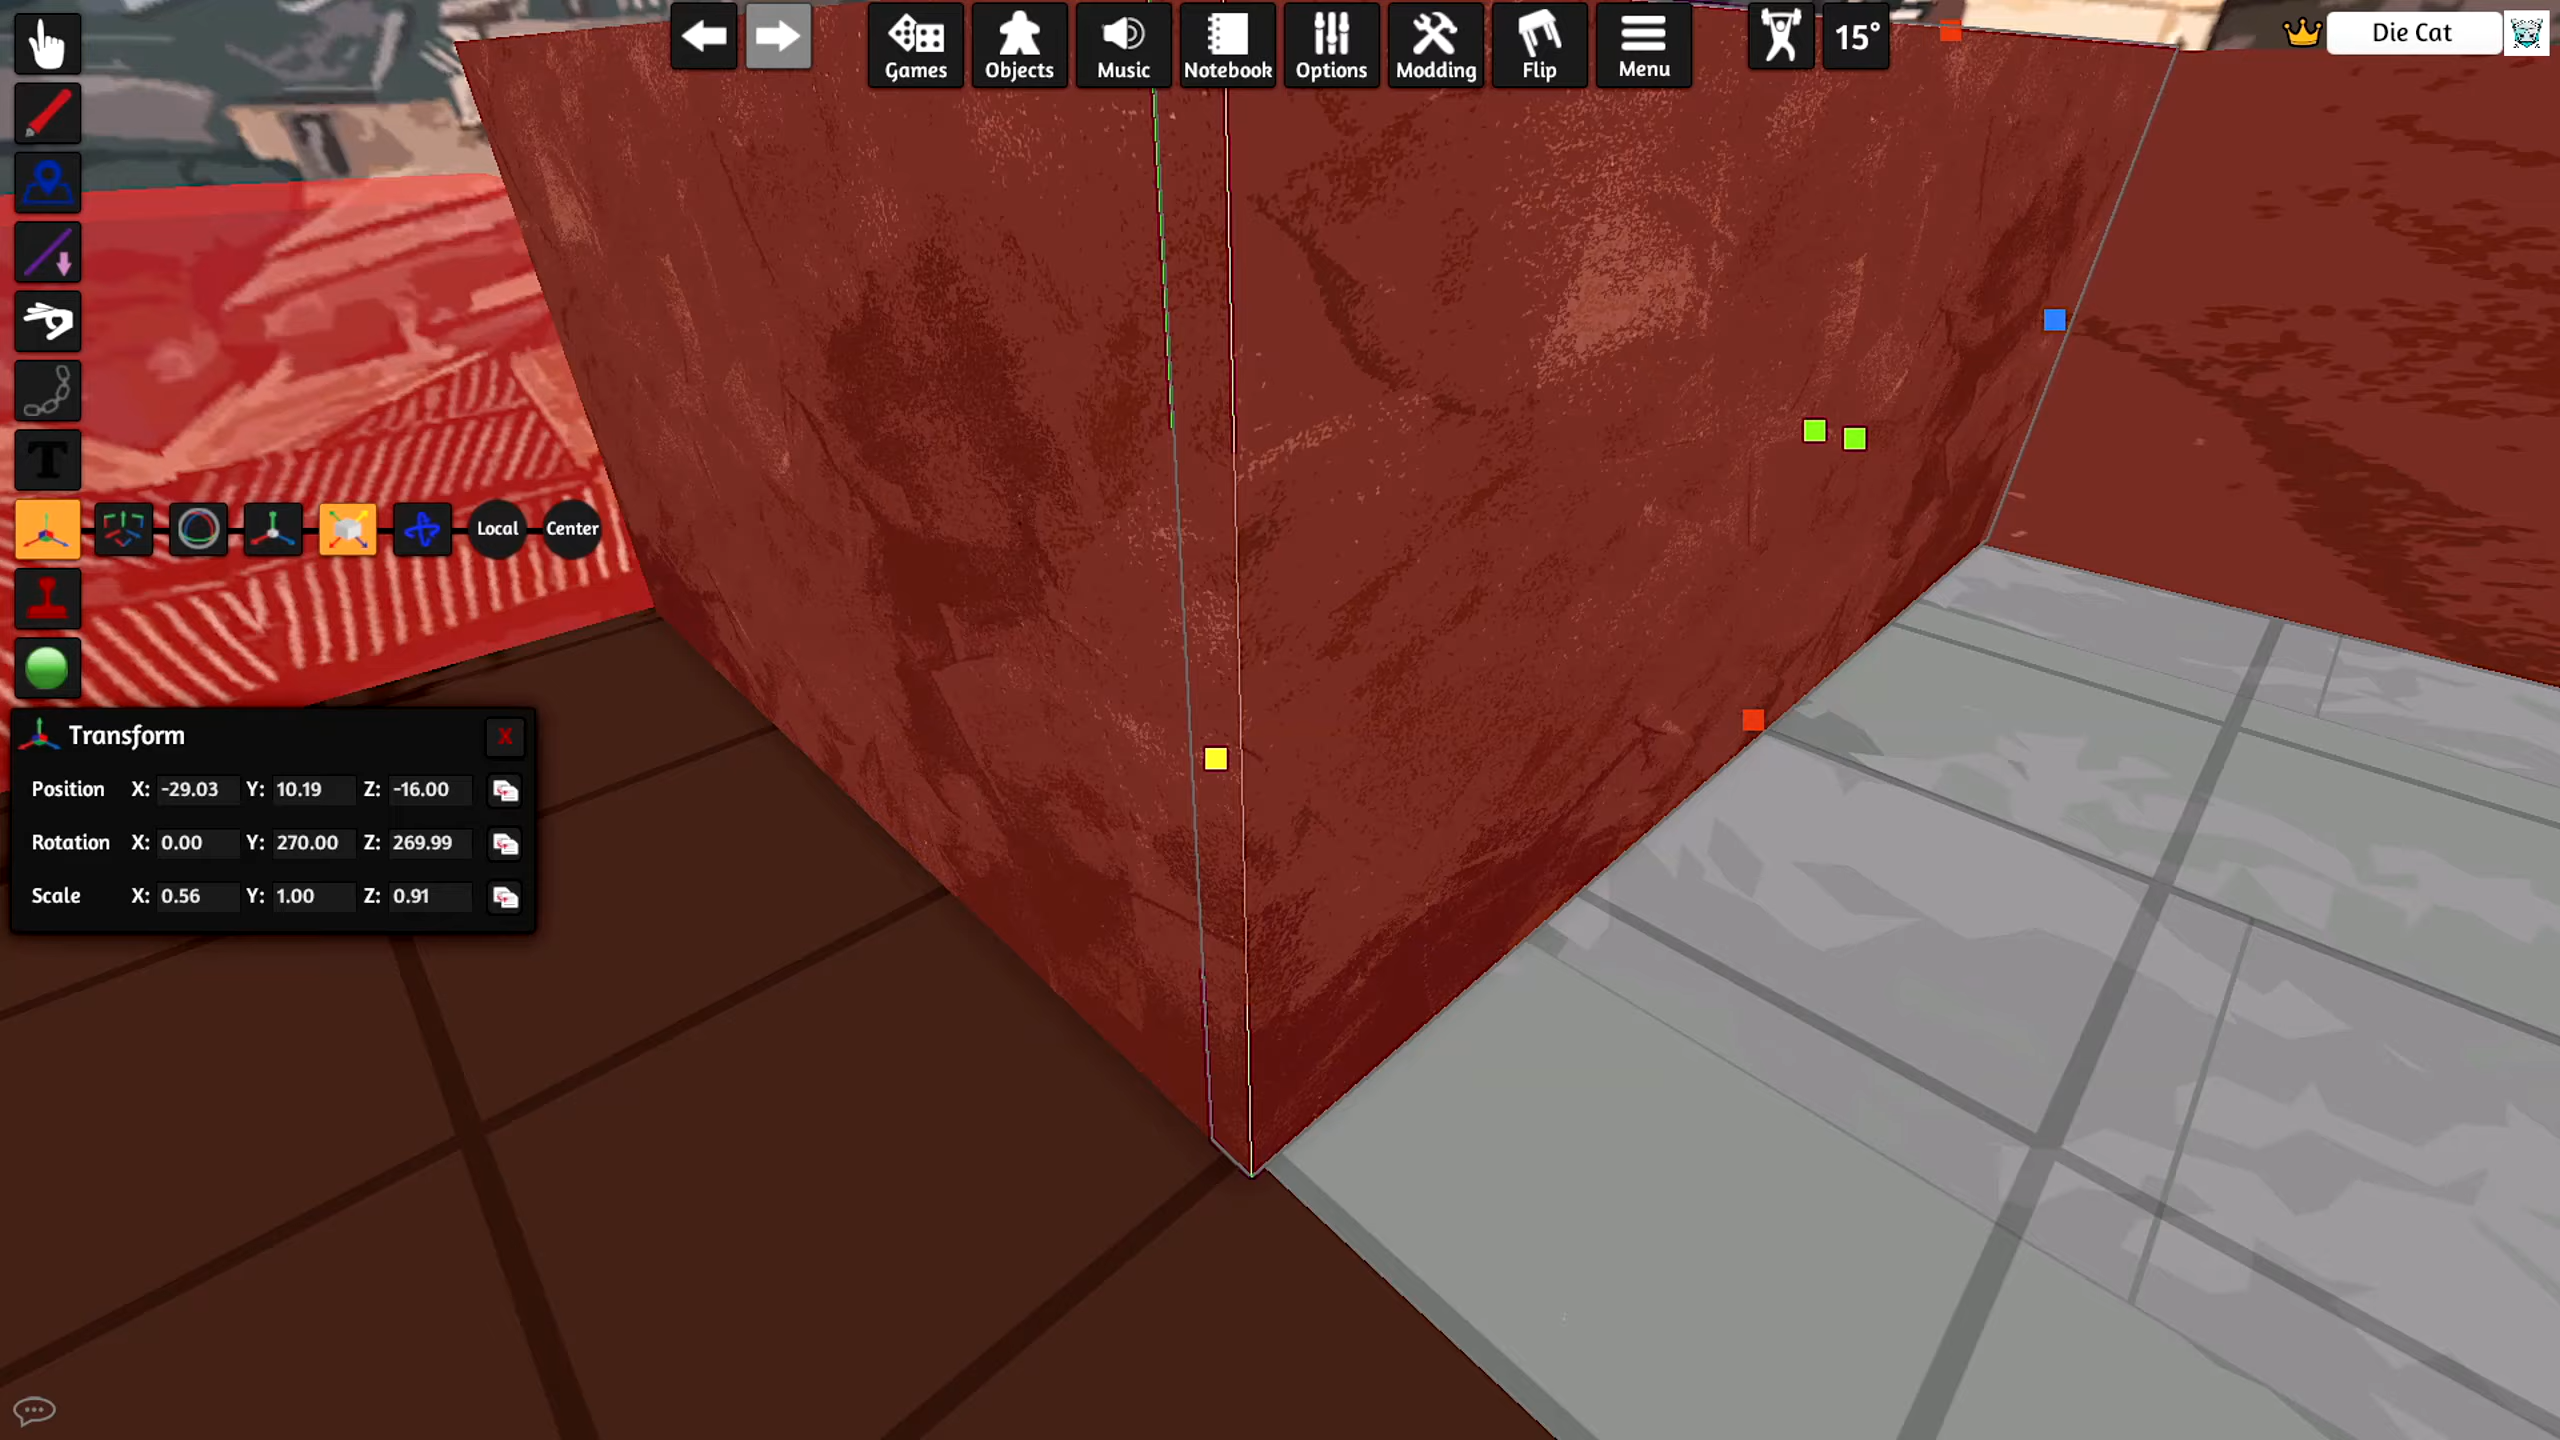 Games
Objects
Music
Notebook
Options
Modding
Flip
Menu
15°
Die Cat
T
Local
Center
Transform
X
Position X: -29.03 Y: 10.19 Z: -16.00
Rotation X: 0.00 Y: 270.00 Z: 269.99
Scale X: 0.56 Y: 1.00 Z: 0.91